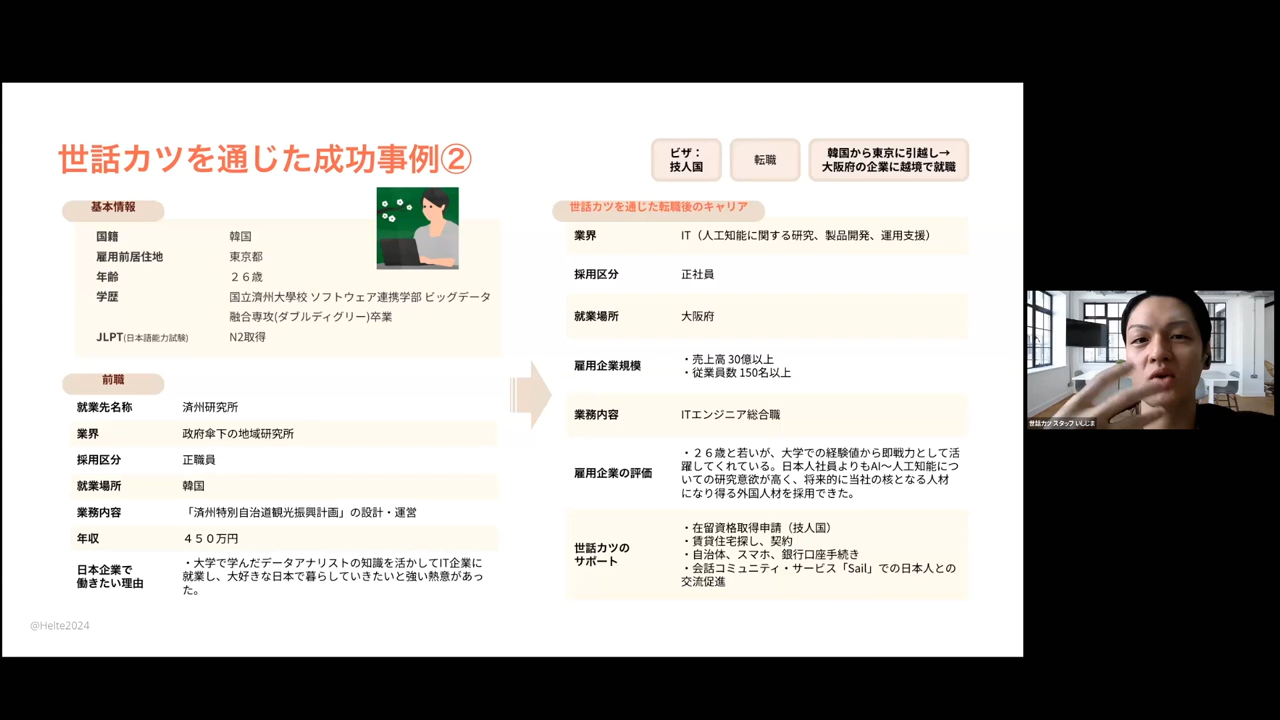 世話カツを通じた成功事例②
ビザ：
技人国
転職
韓国から東京に引越し→
大阪府の企業に越境で就職
基本情報
国籍 韓国
雇用前居住地 東京都
年齢 ２６歳
学歴 国立済州大學校 ソフトウェア連携学部 ビッグデータ
融合専攻(ダブルディグリー)卒業
JLPT(日本語能力試験) N2取得
前職
就業先名称 済州研究所
業界 政府傘下の地域研究所
採用区分 正職員
就業場所 韓国
業務内容 「済州特別自治道観光振興計画」の設計・運営
年収 ４５０万円
日本企業で
働きたい理由
・大学で学んだデータアナリストの知識を活かしてIT企業に
就業し、大好きな日本で暮らしていきたいと強い熱意があっ
た。
世話カツを通じた転職後のキャリア
業界 IT（人工知能に関する研究、製品開発、運用支援）
採用区分 正社員
就業場所 大阪府
雇用企業規模
・売上高 30億以上
・従業員数 150名以上
業務内容 ITエンジニア総合職
雇用企業の評価
・２６歳と若いが、大学での経験値から即戦力として活
躍してくれている。日本人社員よりもAI〜人工知能につ
いての研究意欲が高く、将来的に当社の核となる人材
になり得る外国人材を採用できた。
世話カツの
サポート
・在留資格取得申請（技人国）
・賃貸住宅探し、契約
・自治体、スマホ、銀行口座手続き
・会話コミュニティ・サービス「Sail」での日本人との
交流促進
@Helte2024
世話カツ スタッフ いしじま